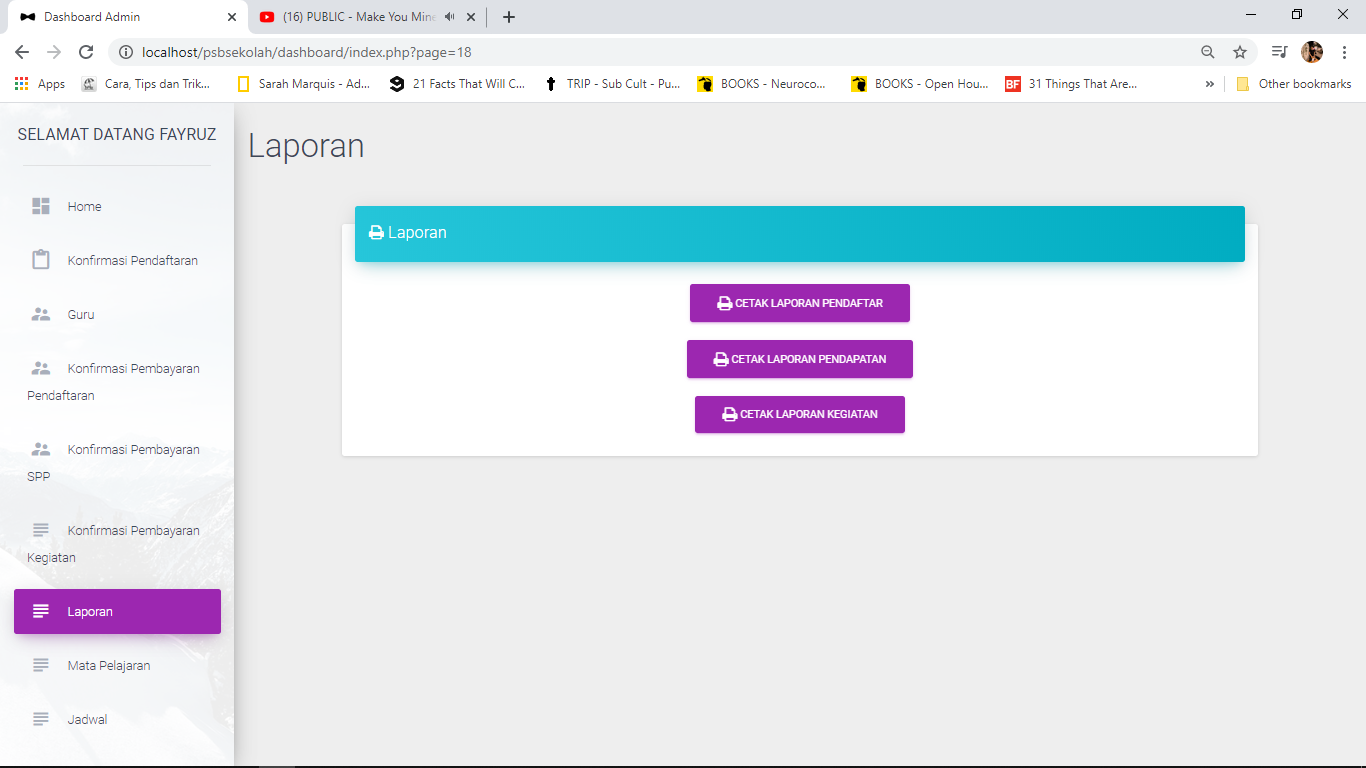 Dashboard Admin
(16) PUBLIC - Make You Mine
localhost/psbsekolah/dashboard/index.php?page=18
Apps
Cara, Tips dan Trik...
Sarah Marquis - Ad...
21 Facts That Will C...
TRIP - Sub Cult - Pu...
BOOKS - Neuroco...
BOOKS - Open Hou...
BF
31 Things That Are...
»
Other bookmarks
SELAMAT DATANG FAYRUZ
Home
Konfirmasi Pendaftaran
Guru
Konfirmasi Pembayaran
Pendaftaran
Konfirmasi Pembayaran
SPP
Konfirmasi Pembayaran
Kegiatan
Laporan
Mata Pelajaran
Jadwal
Laporan
Laporan
CETAK LAPORAN PENDAFTAR
CETAK LAPORAN PENDAPATAN
CETAK LAPORAN KEGIATAN